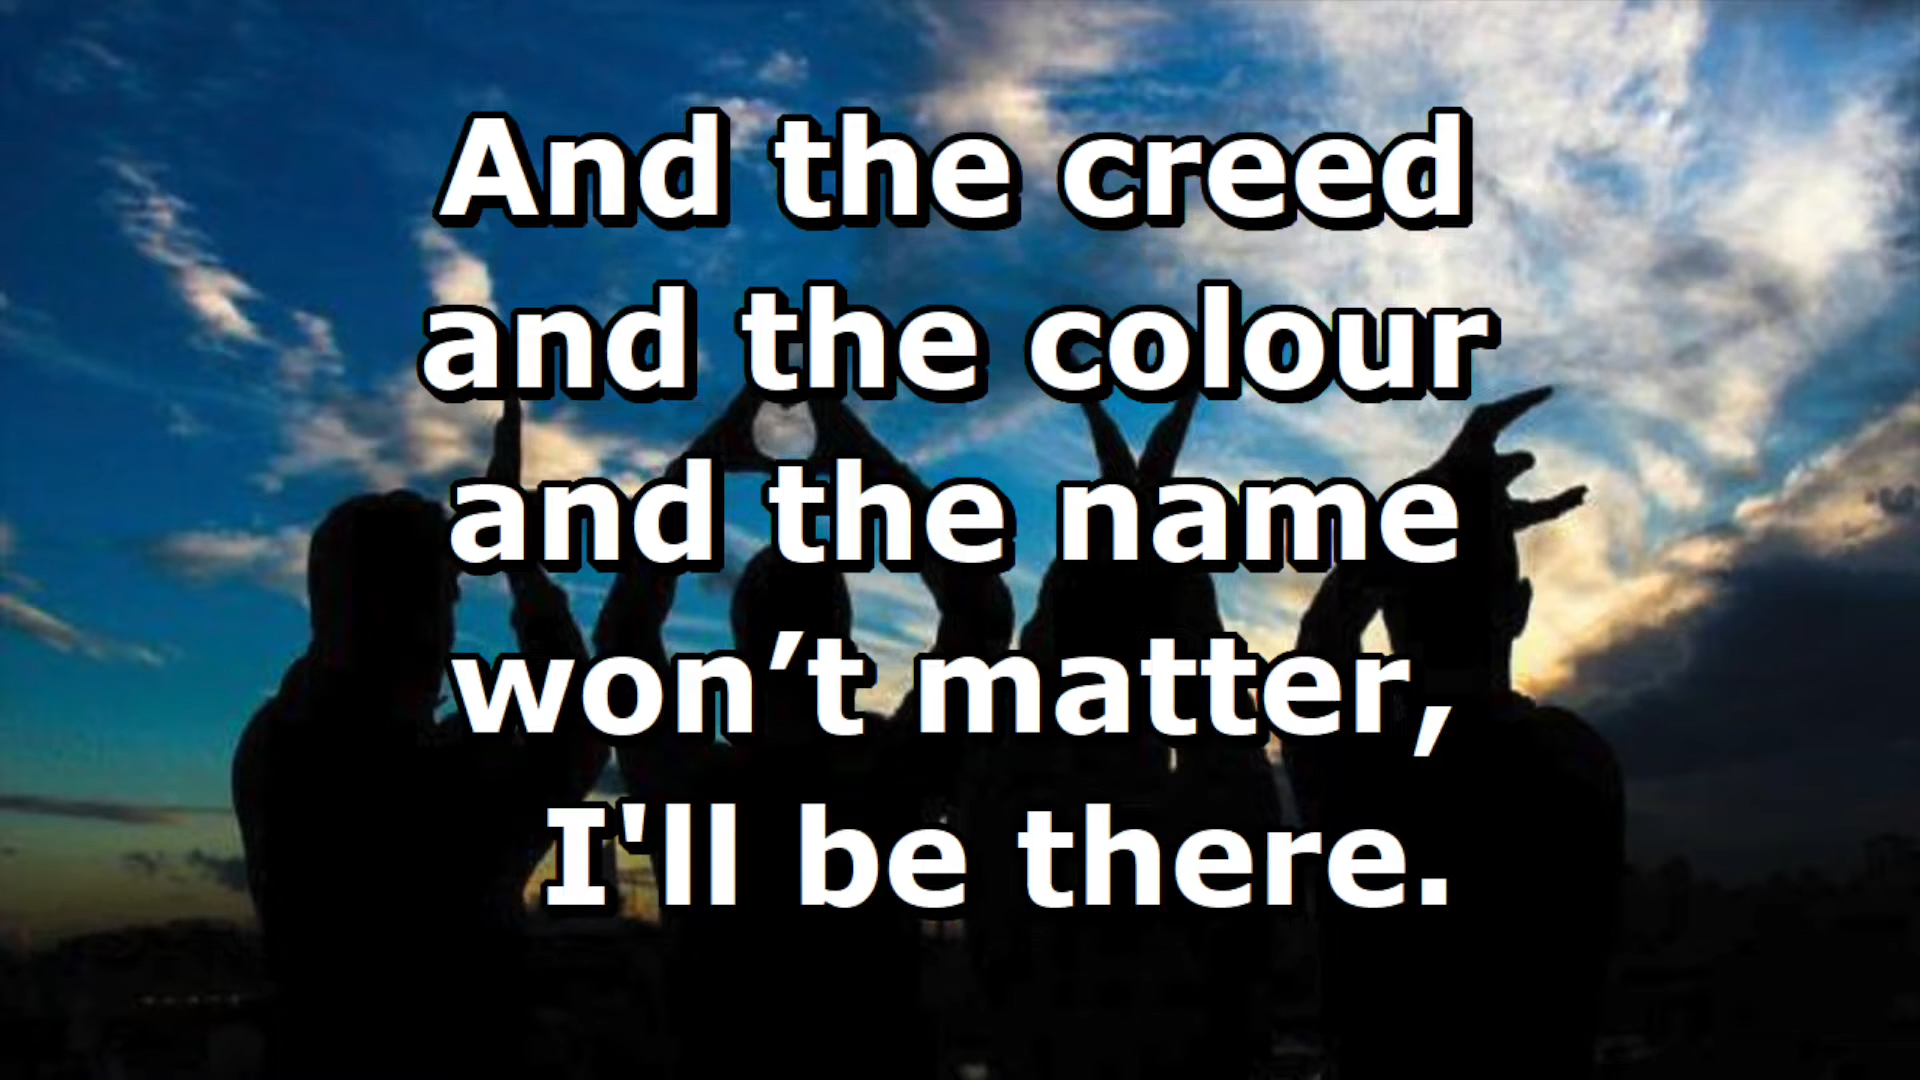 And the creed
and the colour
and the name
won’t matter,
I'll be there.